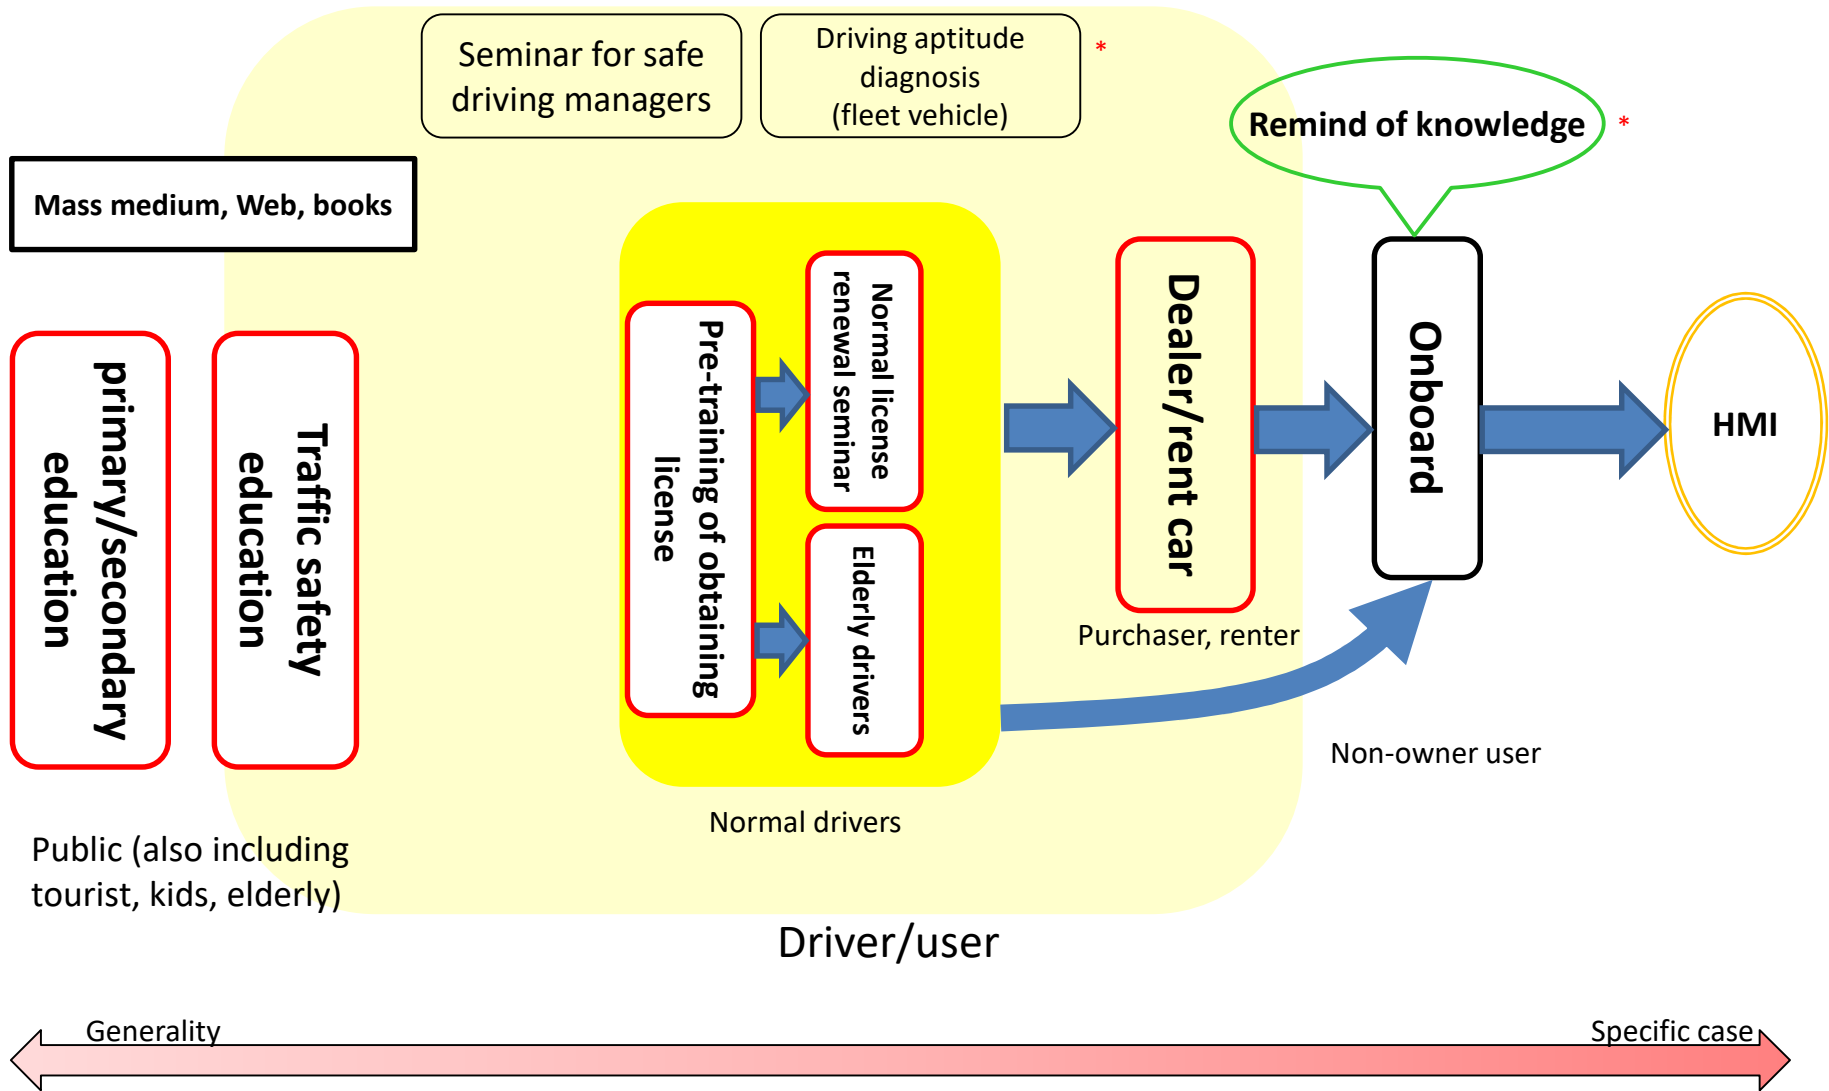 Seminar for safe
driving managers
Driving aptitude
diagnosis
(fleet vehicle)
*
Remind of knowledge
*
Mass medium, Web, books
primary/secondary
education
Traffic safety
education
Pre-training of obtaining
license
Normal license
renewal seminar
Elderly drivers
Dealer/rent car
Onboard
HMI
Purchaser, renter
Non-owner user
Normal drivers
Public (also including
tourist, kids, elderly)
Driver/user
Generality
Specific case